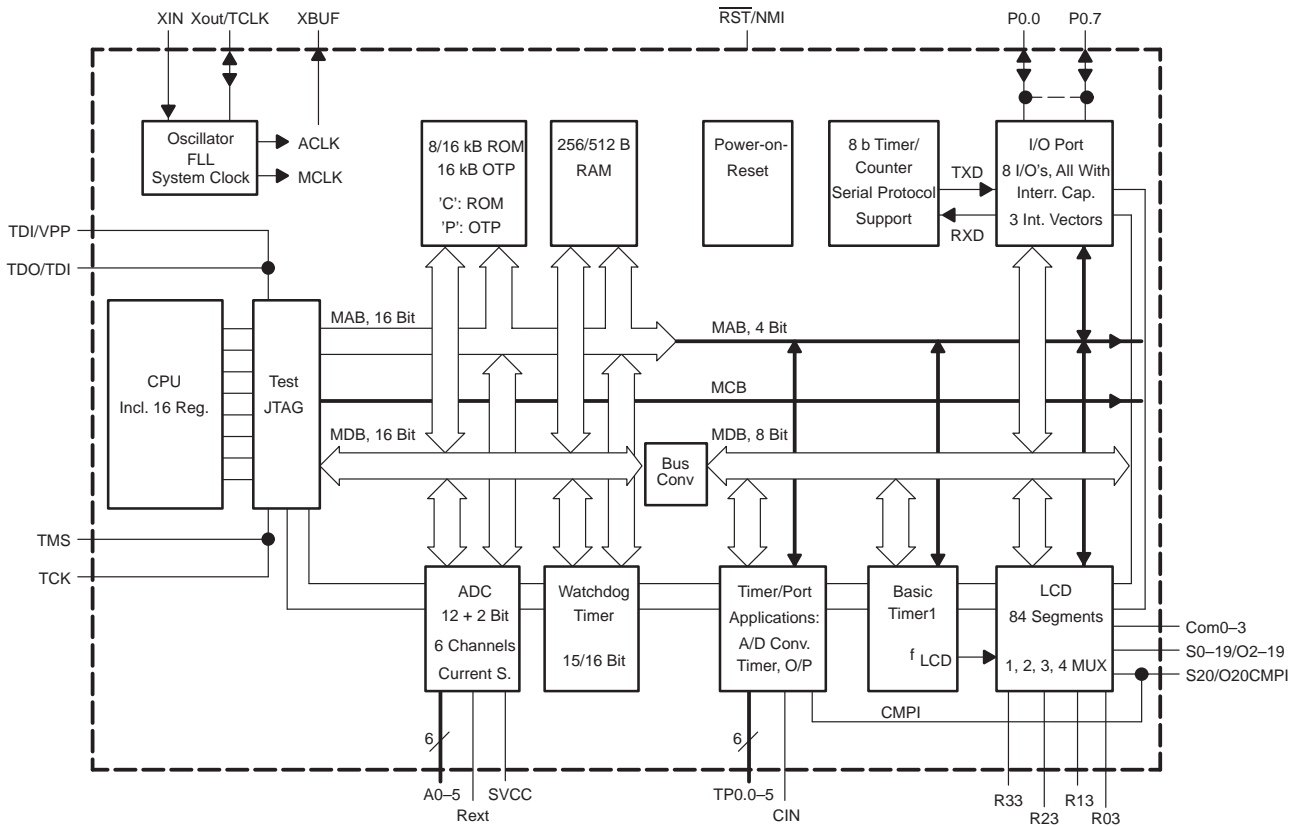 XIN
Xout/TCLK
XBUF
RST/NMI
P0.0
P0.7
Oscillator
FLL
System Clock
ACLK
MCLK
8/16 kB ROM
16 kB OTP
'C': ROM
'P': OTP
256/512 B
RAM
Power-on-
Reset
8 b Timer/
Counter
Serial Protocol
Support
TXD
RXD
I/O Port
8 I/O's, All With
Interr. Cap.
3 Int. Vectors
TDI/VPP
TDO/TDI
CPU
Incl. 16 Reg.
Test
JTAG
MAB, 16 Bit
MAB, 4 Bit
MCB
MDB, 16 Bit
Bus
Conv
MDB, 8 Bit
TMS
TCK
ADC
12 + 2 Bit
6 Channels
Current S.
Watchdog
Timer
15/16 Bit
Timer/Port
Applications:
A/D Conv.
Timer, O/P
Basic
Timer1
f LCD
LCD
84 Segments
1, 2, 3, 4 MUX
Com0–3
S0–19/O2–19
S20/O20CMPI
CMPI
6
6
A0–5
Rext
SVCC
TP0.0–5
CIN
R33
R23
R13
R03